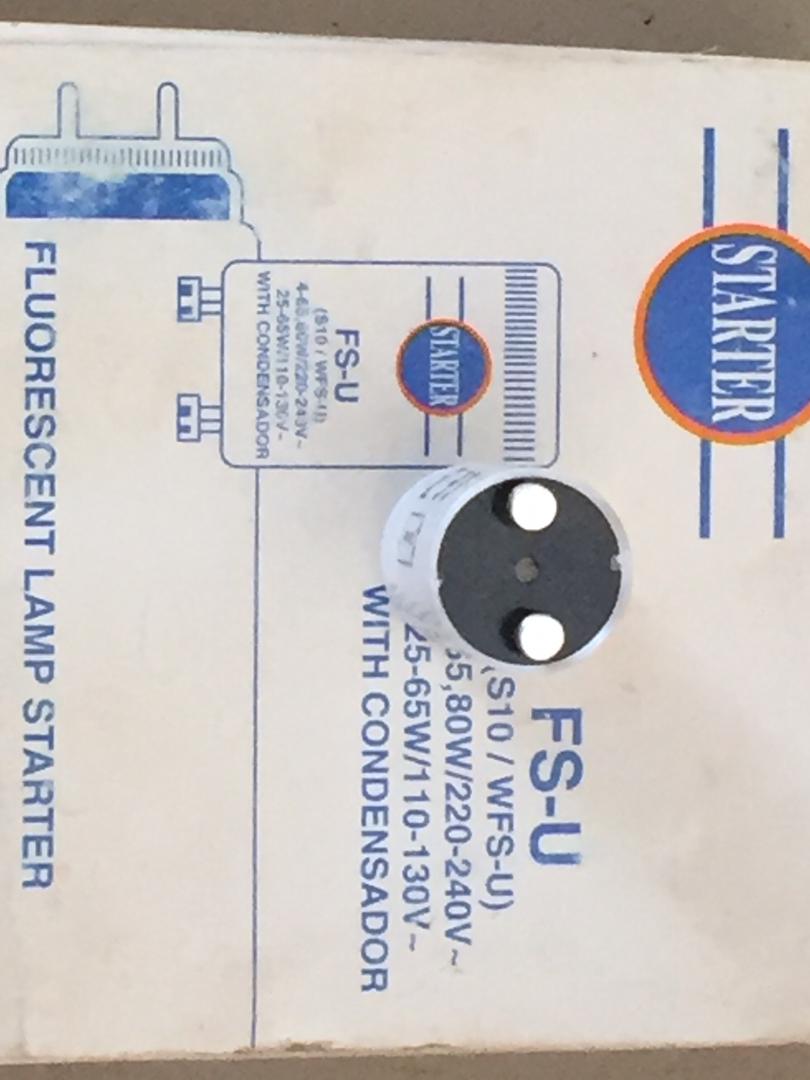 STARTER
FS-U
(S10 / WFS-U)
65,80W/220-240V~
25-65W/110-130V~
WITH CONDENSADOR
STARTER
FS-U
(S10 / WFS-U)
4-65,80W/220-240V~
25-65W/110-130V~
WITH CONDENSADOR
FLUORESCENT LAMP STARTER